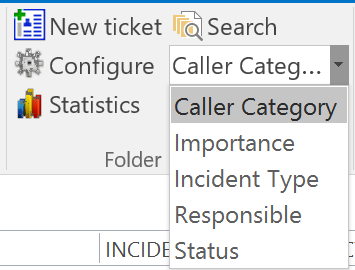 New ticket
Search
Configure
Caller Categ...
Statistics
Caller Category
Importance
Incident Type
Responsible
Status
Folder
INCIDE